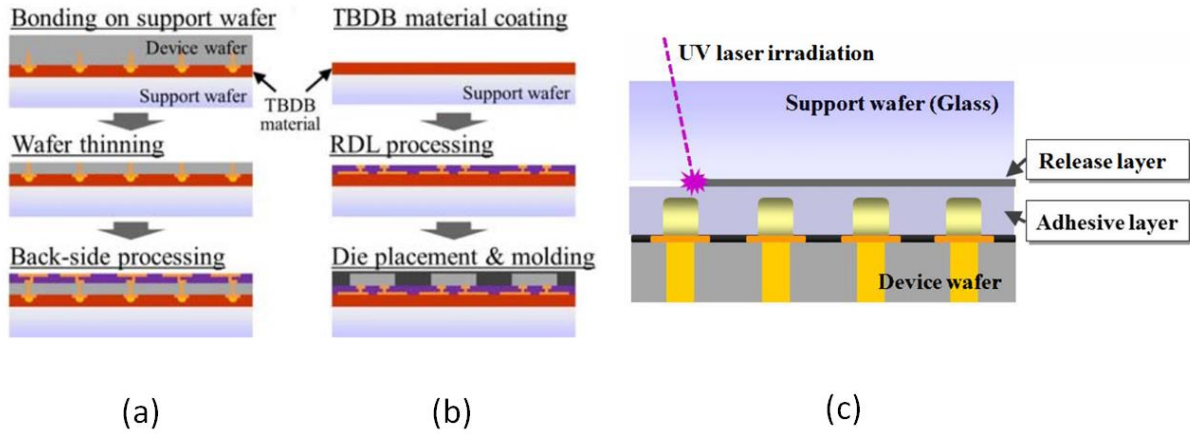 Bonding on support wafer
Device wafer
Support wafer
TBDB
material
Wafer thinning
Back-side processing
(a)
TBDB material coating
Support wafer
RDL processing
Die placement & molding
(b)
UV laser irradiation
Support wafer (Glass)
Release layer
Adhesive layer
Device wafer
(c)